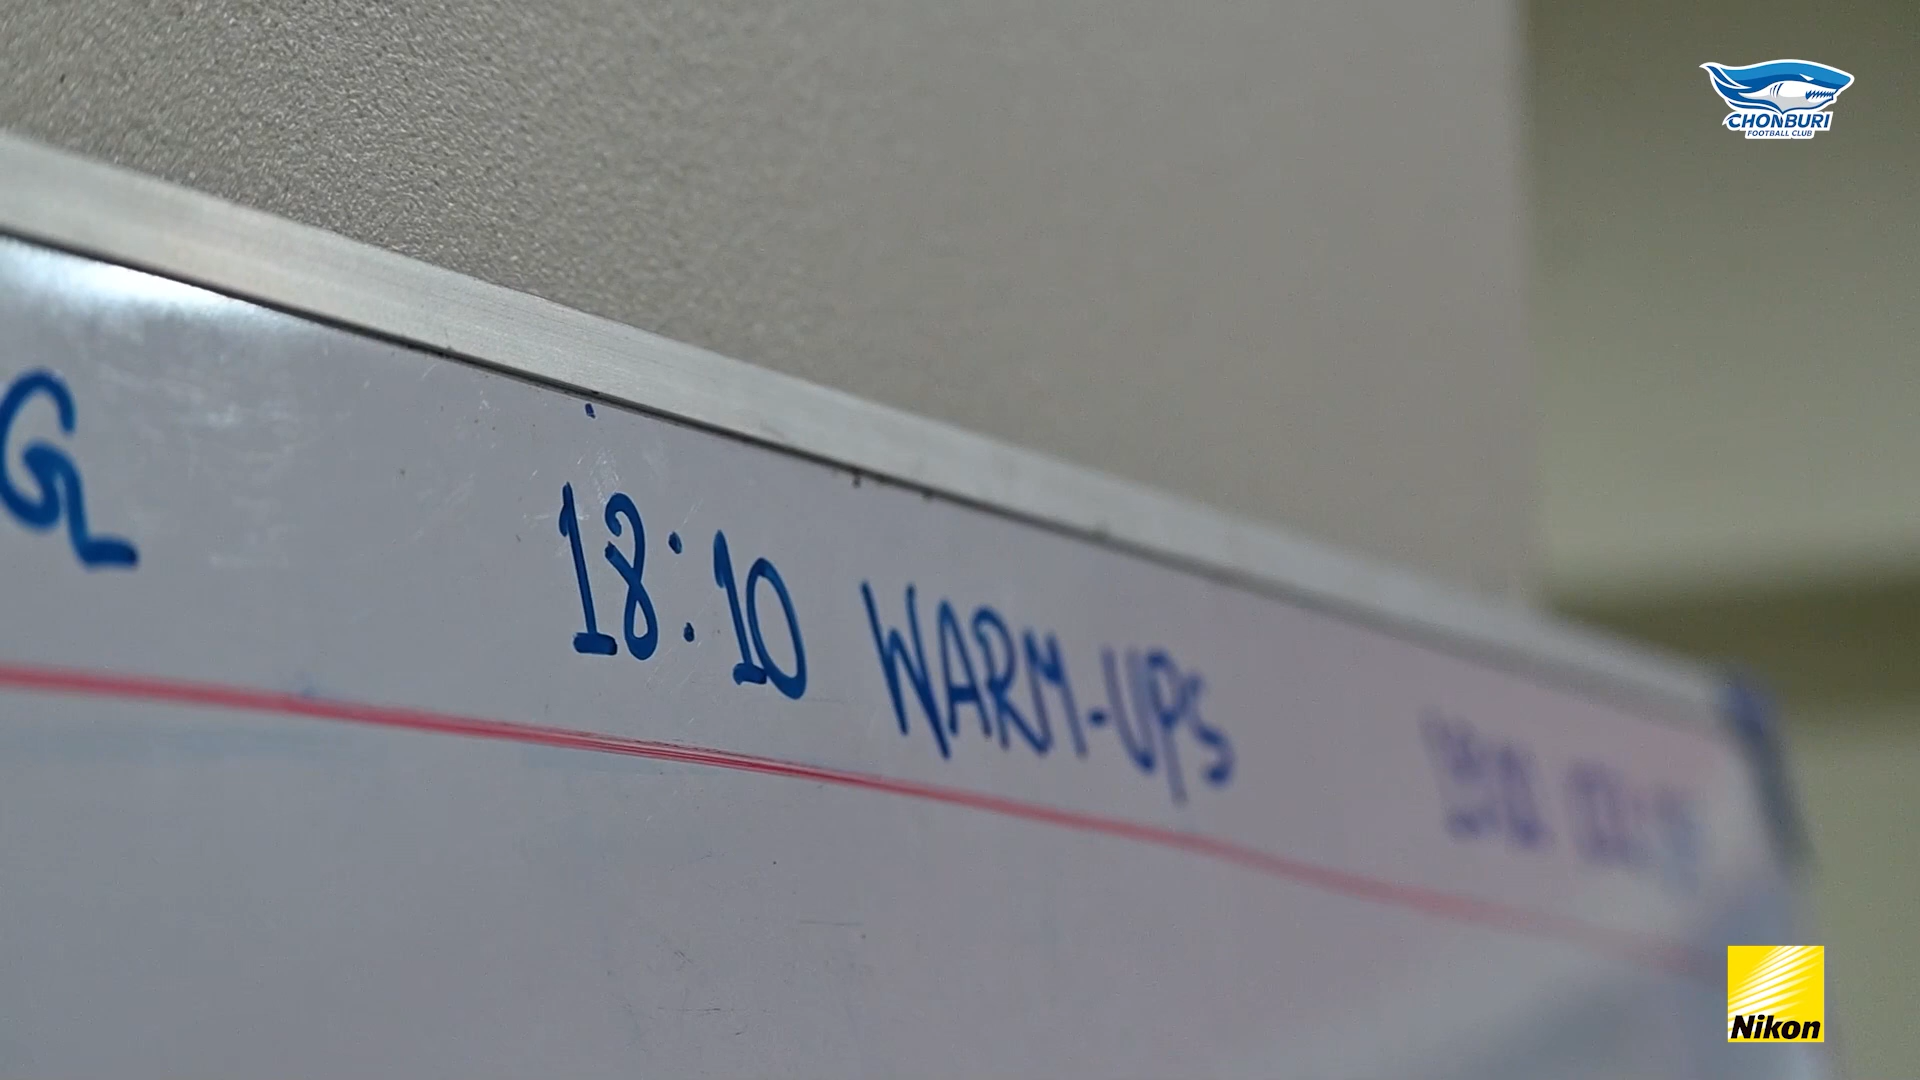 CHONBURI
FOOTBALL CLUB
G
18:10 WARM-UPS
Nikon